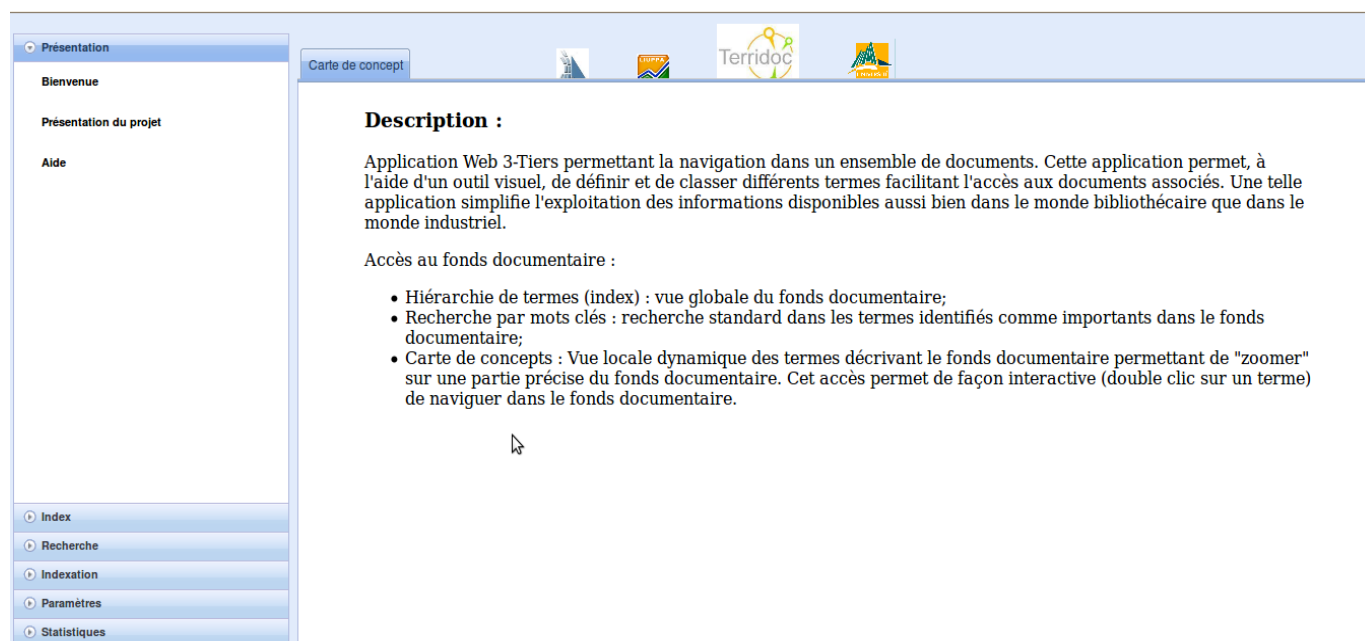 Présentation
Bienvenue
Présentation du projet
Aide
Index
Recherche
Indexation
Paramètres
Statistiques
Carte de concept
LIUPPA
Terridoc
Description :
Application Web 3-Tiers permettant la navigation dans un ensemble de documents. Cette application permet, à
l'aide d'un outil visuel, de définir et de classer différents termes facilitant l'accès aux documents associés. Une telle
application simplifie l'exploitation des informations disponibles aussi bien dans le monde bibliothécaire que dans le
monde industriel.
Accès au fonds documentaire :
• Hiérarchie de termes (index) : vue globale du fonds documentaire;
• Recherche par mots clés : recherche standard dans les termes identifiés comme importants dans le fonds
documentaire;
• Carte de concepts : Vue locale dynamique des termes décrivant le fonds documentaire permettant de "zoomer"
sur une partie précise du fonds documentaire. Cet accès permet de façon interactive (double clic sur un terme)
de naviguer dans le fonds documentaire.